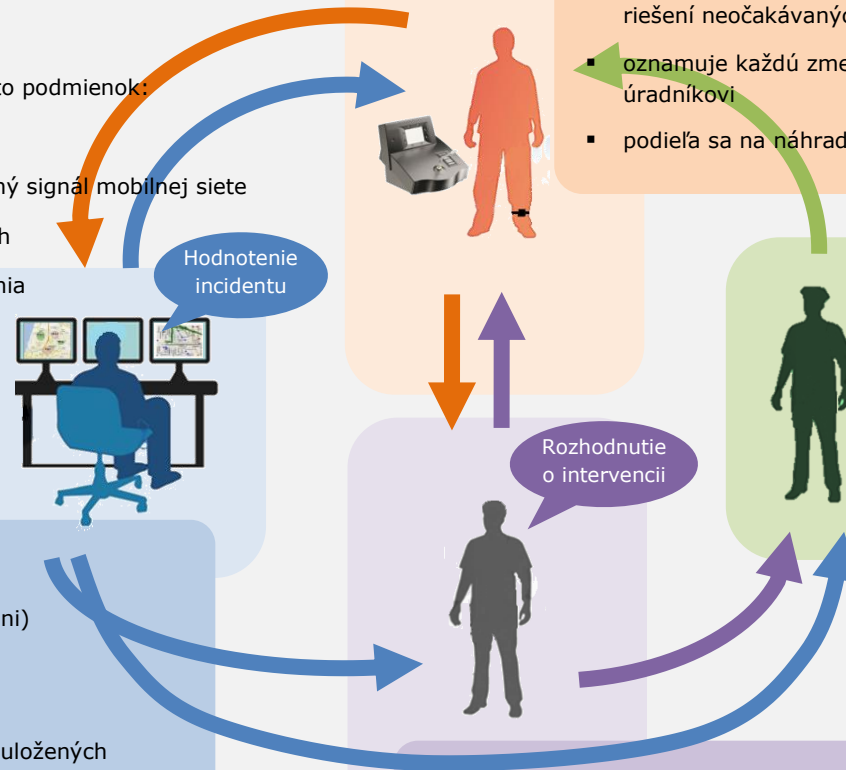 riešení neočakávaných
▪ oznamuje každú zme
úradníkovi
▪ podieľa sa na náhrad
to podmienok:
ný signál mobilnej siete
h
nia
Hodnotenie
incidentu
Rozhodnutie
o intervencii
ni)
uložených